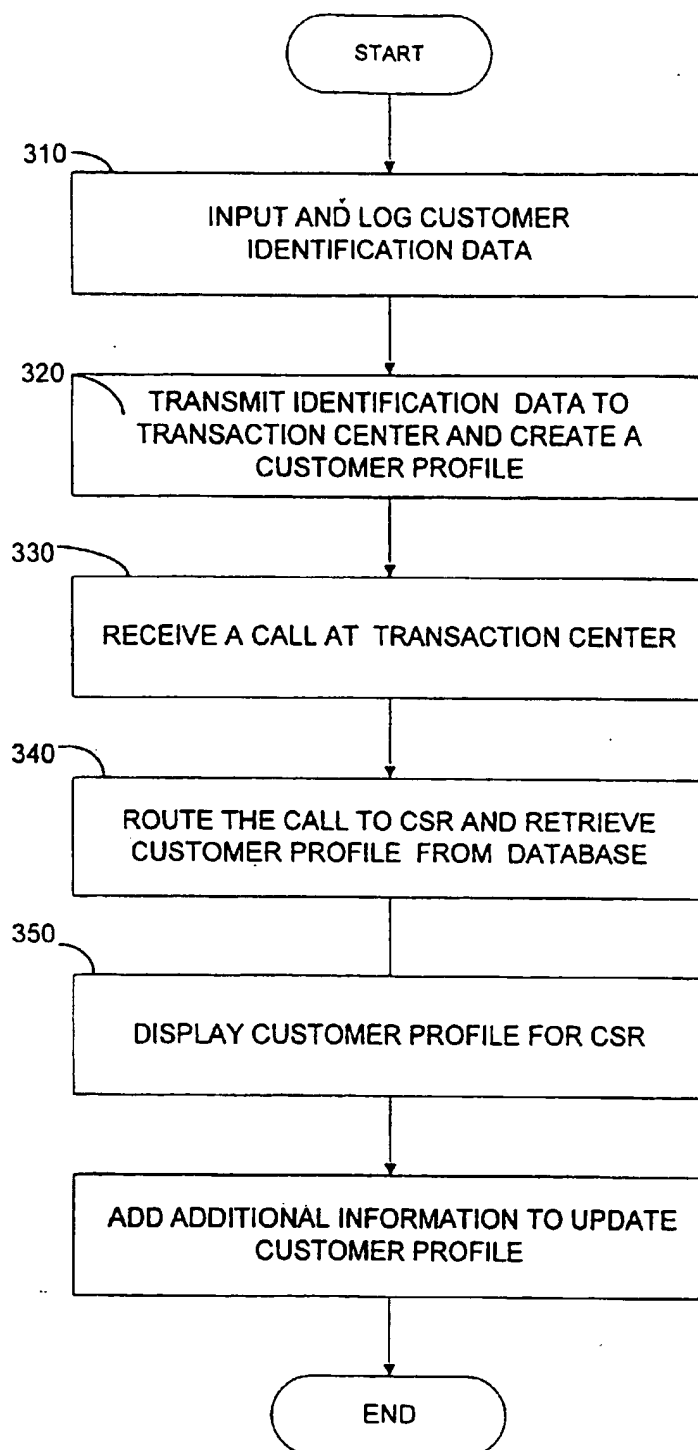 START
310
INPUT AND LOG CUSTOMER
IDENTIFICATION DATA
320
TRANSMIT IDENTIFICATION DATA TO
TRANSACTION CENTER AND CREATE A
CUSTOMER PROFILE
330
RECEIVE A CALL AT TRANSACTION CENTER
340
ROUTE THE CALL TO CSR AND RETRIEVE
CUSTOMER PROFILE FROM DATABASE
350
DISPLAY CUSTOMER PROFILE FOR CSR
ADD ADDITIONAL INFORMATION TO UPDATE
CUSTOMER PROFILE
END